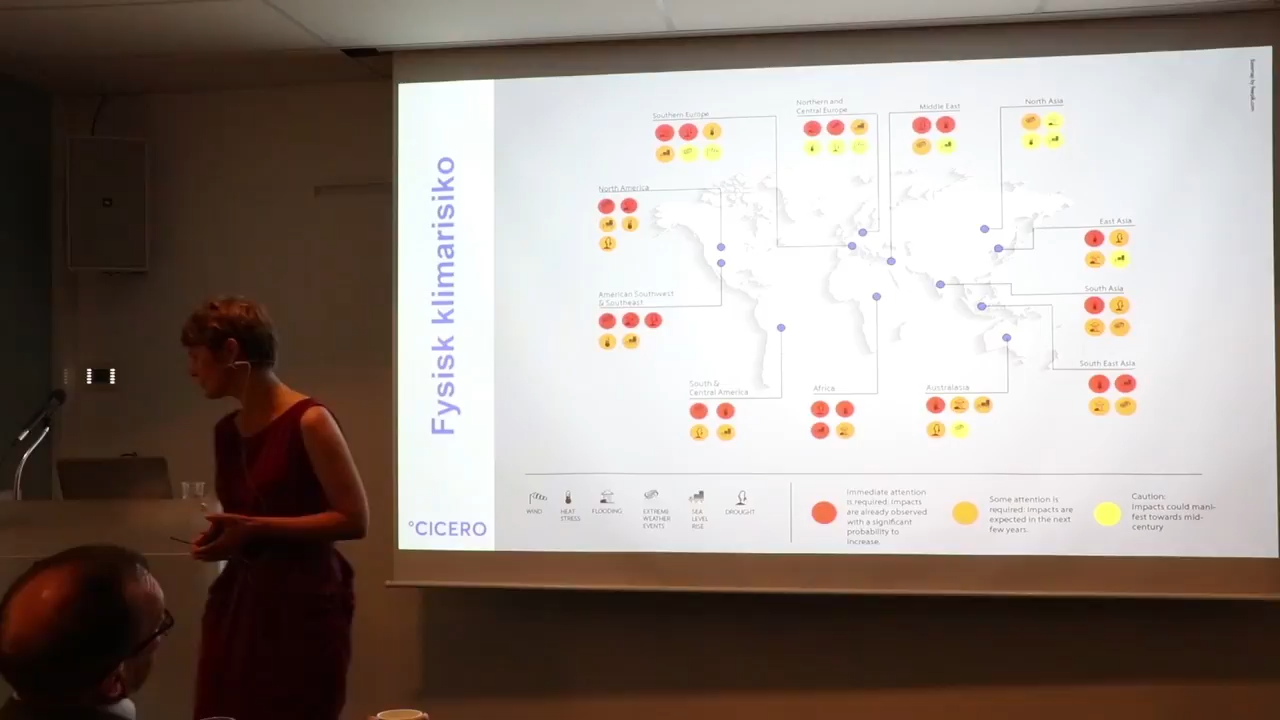 Fysisk klimarisiko
°CICERO
Southern Europe
Northern and
Central Europe
Middle East
North Asia
North America
East Asia
American Southwest
& Southeast
South Asia
South East Asia
South &
Central America
Africa
Australasia
WIND
HEAT
STRESS
FLOODING
EXTREME
WEATHER
EVENTS
SEA
LEVEL
RISE
DROUGHT
Immediate attention
is required: impacts
are already observed
with a significant
probability to
increase.
Some attention is
required: impacts are
expected in the next
few years.
Caution:
Impacts could mani-
fest towards mid-
century